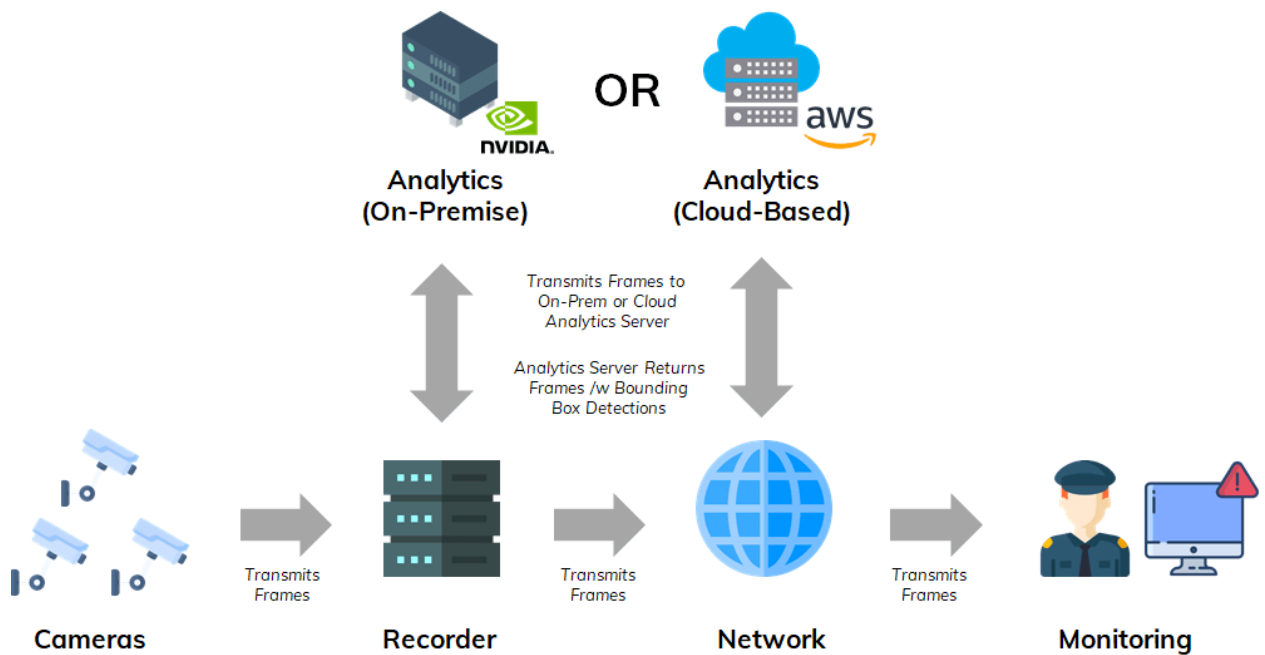 OR
NVIDIA.
aws
Analytics
(On-Premise)
Analytics
(Cloud-Based)
Transmits Frames to
On-Prem or Cloud
Analytics Server
Analytics Server Returns
Frames /w Bounding
Box Detections
Transmits
Frames
Transmits
Frames
Transmits
Frames
Cameras
Recorder
Network
Monitoring